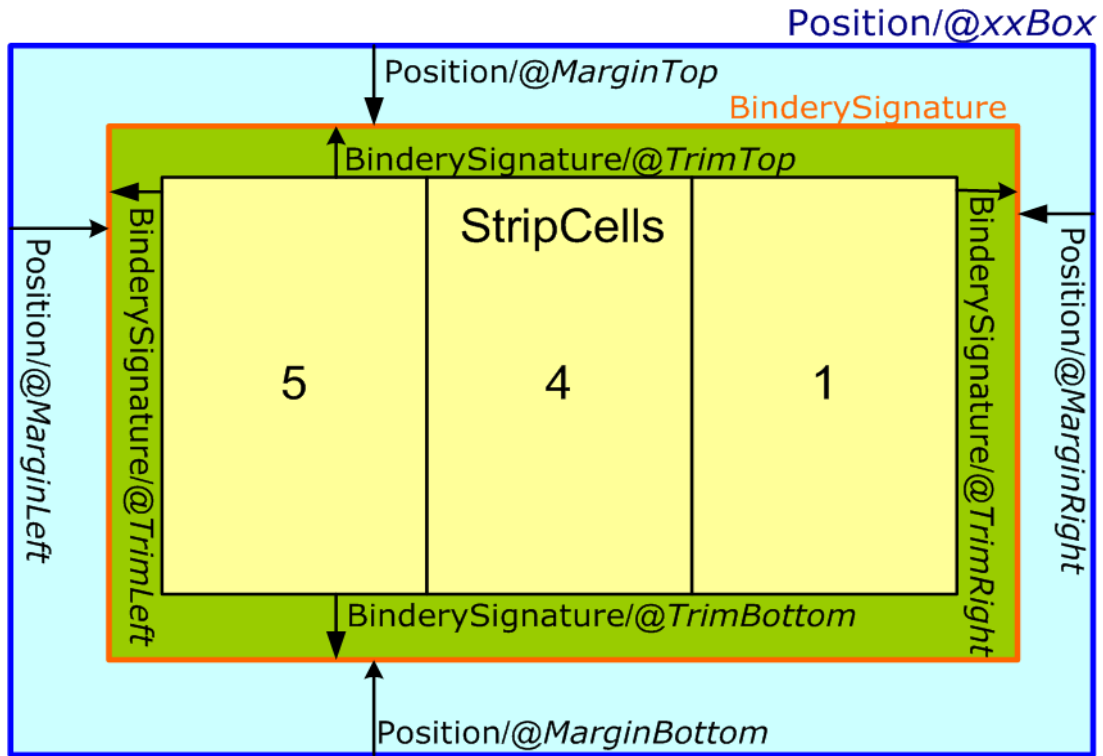 Position/@xxBox
Position/@MarginTop
BinderySignature
BinderySignature/@TrimTop
StripCells
Position/@MarginLeft
BinderySignature/@TrimLeft
5
4
1
BinderySignature/@TrimRight
Position/@MarginRight
BinderySignature/@TrimBottom
Position/@MarginBottom